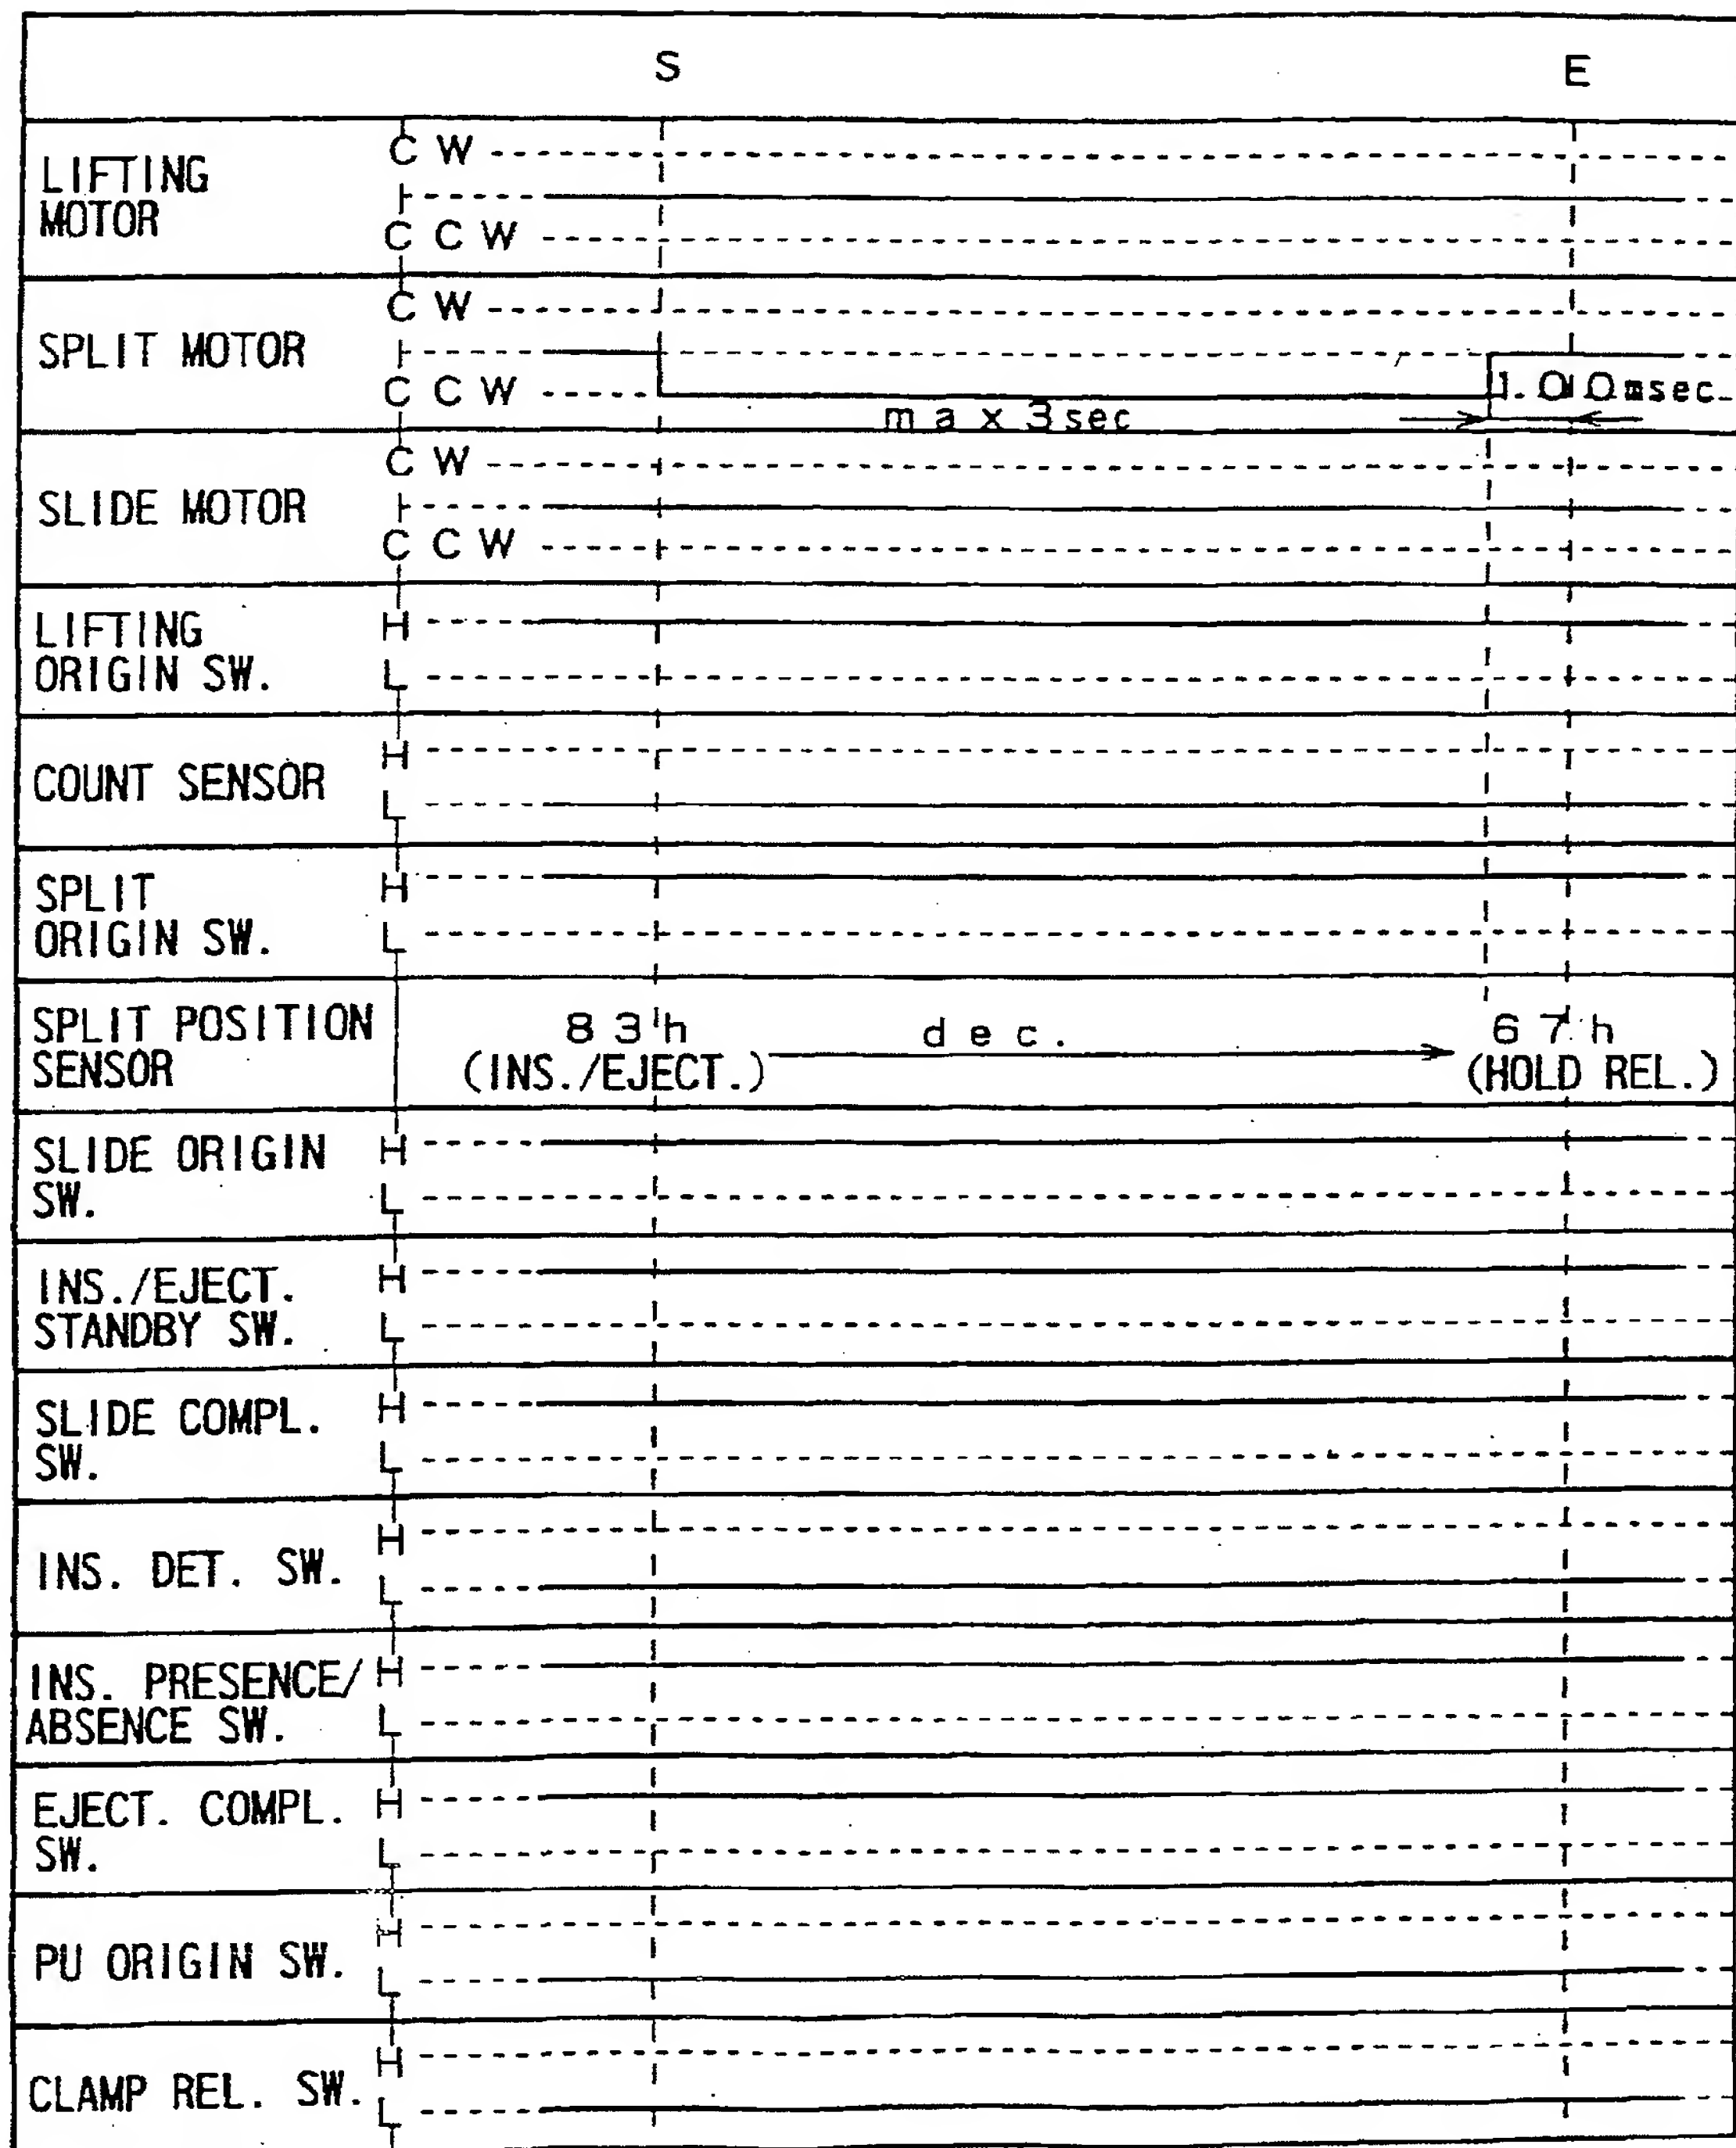 S E
LIFTING
MOTOR
CW
CCW
SPLIT MOTOR
CW
CCW
max 3sec
100msec
SLIDE MOTOR
CW
CCW
LIFTING
ORIGIN SW.
H
L
COUNT SENSOR
H
L
SPLIT
ORIGIN SW.
H
L
SPLIT POSITION
SENSOR
83h
(INS./EJECT.)
dec.
67h
(HOLD REL.)
SLIDE ORIGIN
SW.
H
L
INS./EJECT.
STANDBY SW.
H
L
SLIDE COMPL.
SW.
H
L
INS. DET. SW.
H
L
INS. PRESENCE/
ABSENCE SW.
H
L
EJECT. COMPL.
SW.
H
L
PU ORIGIN SW.
H
L
CLAMP REL. SW.
H
L